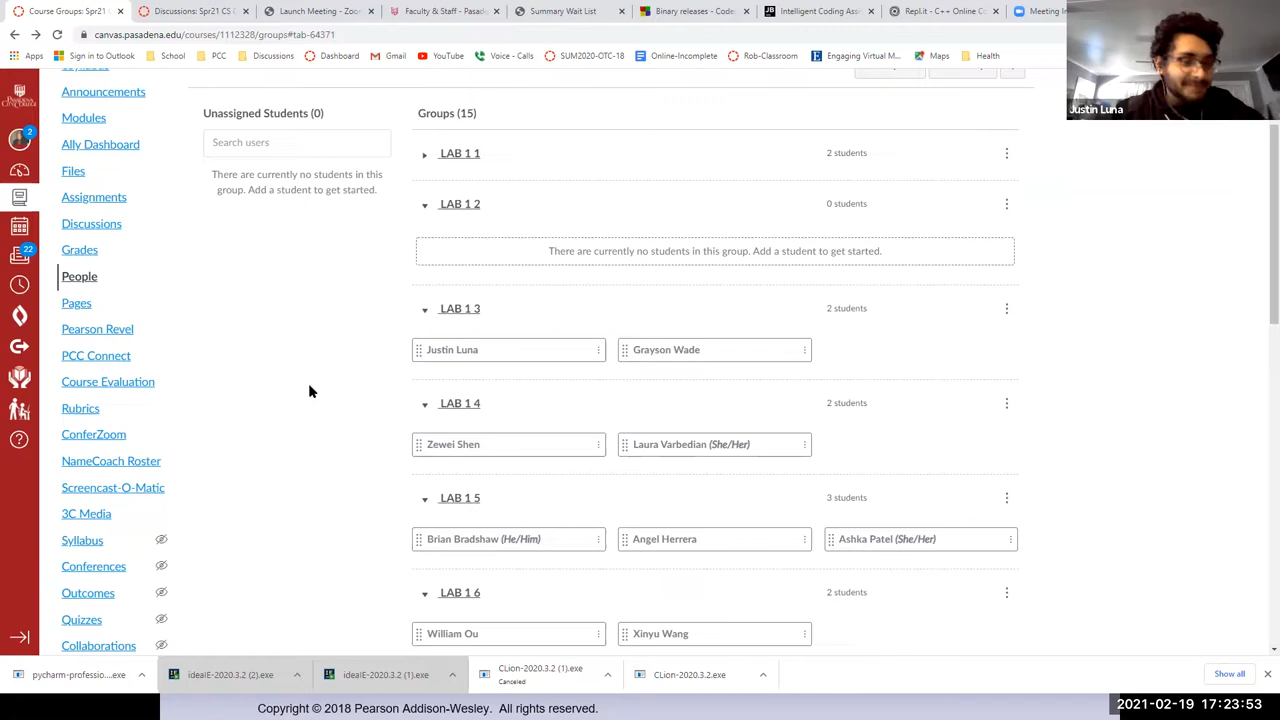 Course Groups: Spr21 CS
Discussions: Spr21 CS C
Launch Meeting - Zoom
Faculty & Staff - Pasade
Summary Wait List
Binary releases - Code::
Intelligent Coding Assis
Repl.it - C++ Online Co
Meeting In
canvas.pasadena.edu/courses/1112328/groups#tab-64371
Apps
Sign in to Outlook
School
PCC
Discussions
Dashboard
Gmail
YouTube
Voice - Calls
SUM2020-OTC-18
Online-Incomplete
Rob-Classroom
Engaging Virtual M...
Maps
Health
Justin Luna
Syllabus
Announcements
Modules
Ally Dashboard
Files
Assignments
Discussions
Grades
People
Pages
Pearson Revel
PCC Connect
Course Evaluation
Rubrics
ConferZoom
NameCoach Roster
Screencast-O-Matic
3C Media
Syllabus
Conferences
Outcomes
Quizzes
Collaborations
2
22
Unassigned Students (0)
Search users
There are currently no students in this
group. Add a student to get started.
Groups (15)
LAB 1 1
2 students
LAB 1 2
0 students
There are currently no students in this group. Add a student to get started.
LAB 1 3
2 students
Justin Luna
Grayson Wade
LAB 1 4
2 students
Zewei Shen
Laura Varbedian (She/Her)
LAB 1 5
3 students
Brian Bradshaw (He/Him)
Angel Herrera
Ashka Patel (She/Her)
LAB 1 6
2 students
William Ou
Xinyu Wang
pycharm-professio....exe
ideaIE-2020.3.2 (2).exe
ideaIE-2020.3.2 (1).exe
CLion-2020.3.2 (1).exe
Canceled
CLion-2020.3.2.exe
Show all
Copyright © 2018 Pearson Addison-Wesley. All rights reserved.
2021-02-19 17:23:53